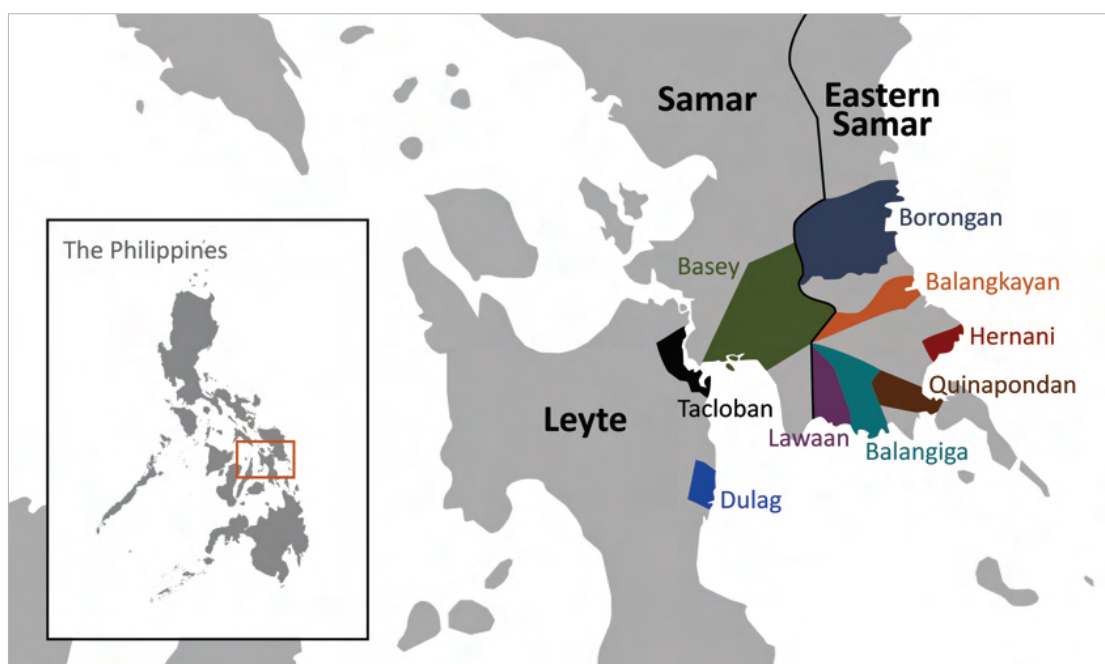 Samar
Eastern
Samar
Borongan
The Philippines
Basey
Balangkayan
Hernani
Quinapondan
Tacloban
Leyte
Lawaan
Balangiga
Dulag